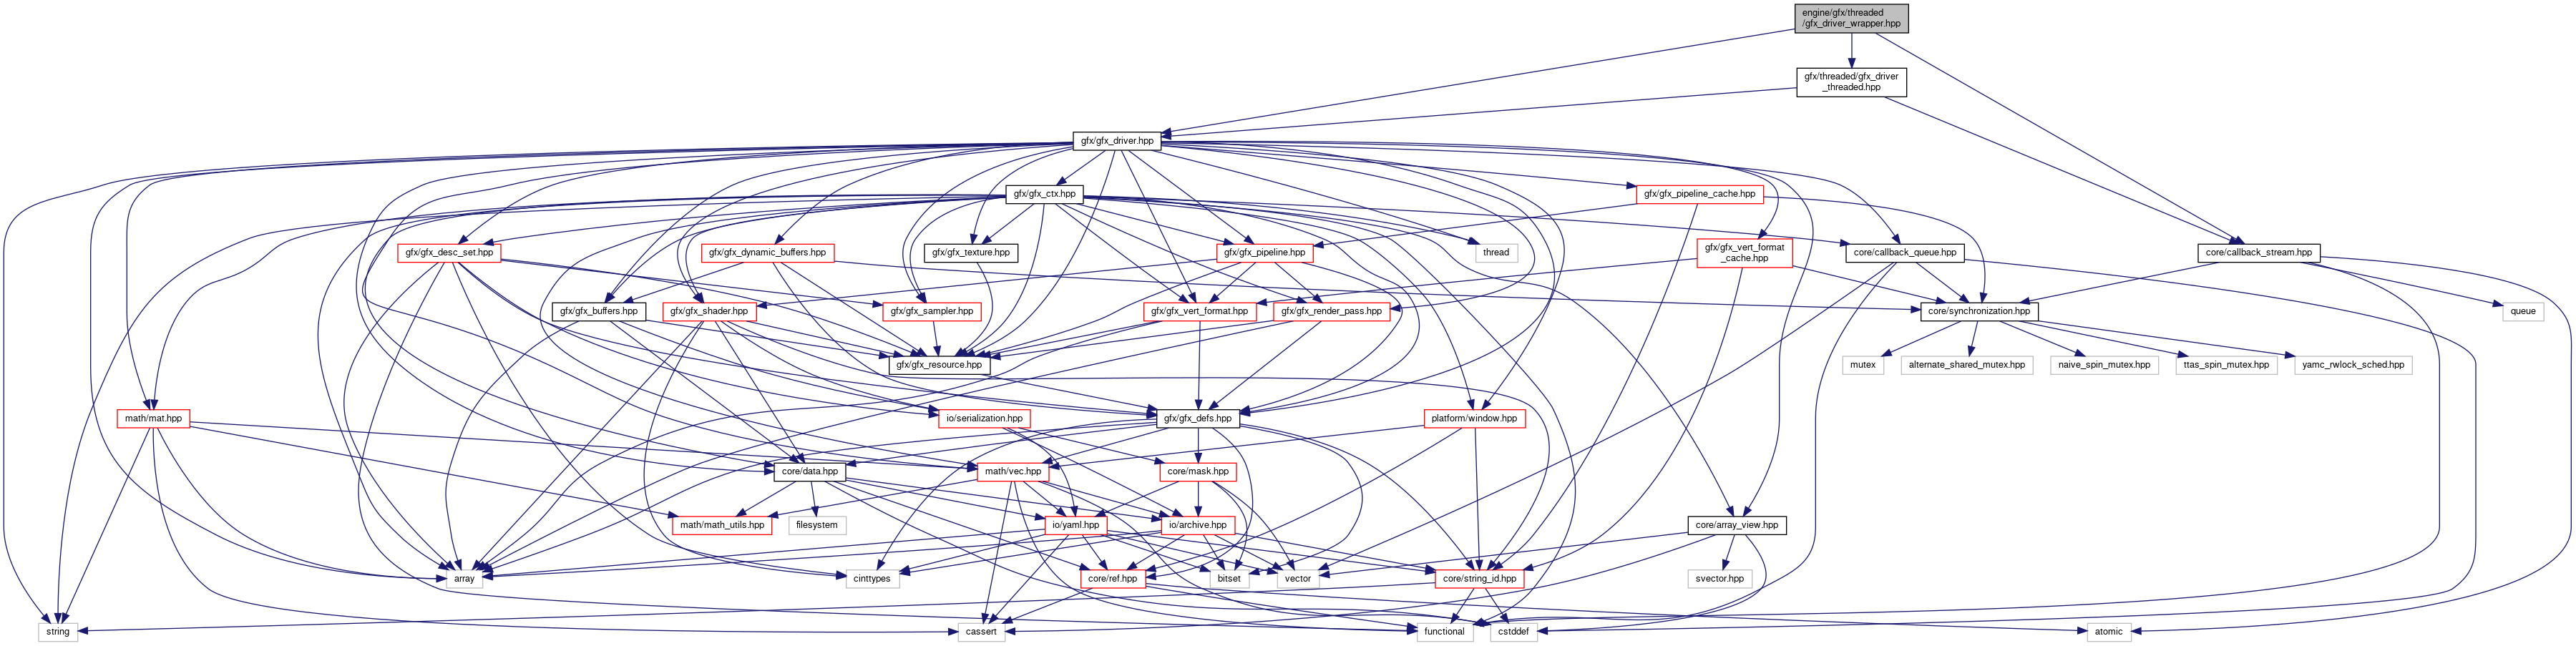 engine/gfx/threaded
/gfx_driver_wrapper.hpp
gfx/threaded/gfx_driver
_threaded.hpp
gfx/gfx_driver.hpp
gfx/gfx_ctx.hpp
gfx/gfx_pipeline_cache.hpp
gfx/gfx_desc_set.hpp
gfx/gfx_dynamic_buffers.hpp
gfx/gfx_texture.hpp
gfx/gfx_pipeline.hpp
thread
gfx/gfx_vert_format
_cache.hpp
core/callback_queue.hpp
core/callback_stream.hpp
gfx/gfx_buffers.hpp
gfx/gfx_shader.hpp
gfx/gfx_sampler.hpp
gfx/gfx_vert_format.hpp
gfx/gfx_render_pass.hpp
core/synchronization.hpp
queue
gfx/gfx_resource.hpp
mutex
alternate_shared_mutex.hpp
naive_spin_mutex.hpp
ttas_spin_mutex.hpp
yamc_rwlock_sched.hpp
math/mat.hpp
io/serialization.hpp
gfx/gfx_defs.hpp
platform/window.hpp
core/data.hpp
math/vec.hpp
core/mask.hpp
math/math_utils.hpp
filesystem
io/yaml.hpp
io/archive.hpp
core/array_view.hpp
array
cinttypes
core/ref.hpp
bitset
vector
core/string_id.hpp
svector.hpp
string
cassert
functional
cstddef
atomic